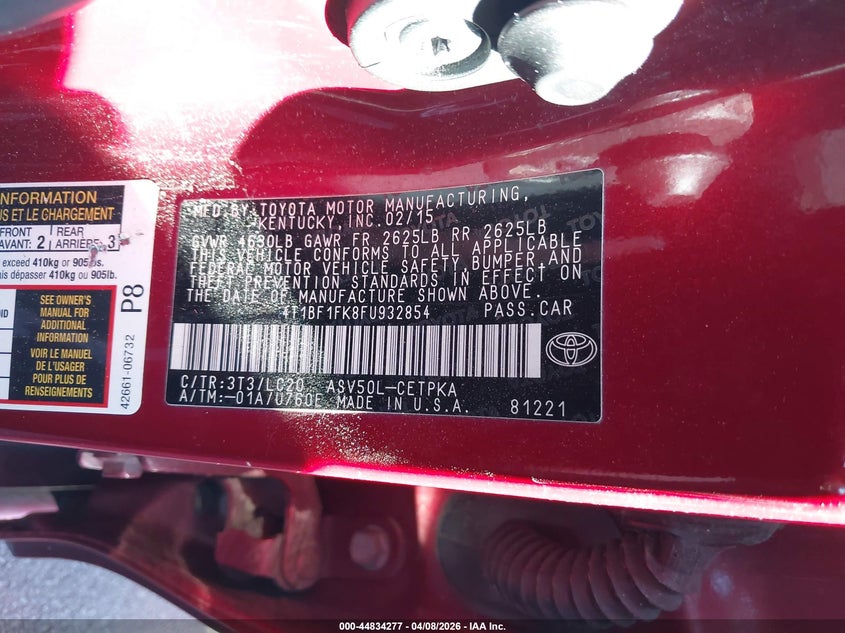 INFORMATION
US ET LE CHARGEMENT
FRONT
AVANT: 2
REAR
ARRIERE: 3
exceed 410kg or 905lbs.
dépasser 410kg ou 905lb.
SEE OWNER'S
MANUAL FOR
ADDITIONAL
INFORMATION
VOIR LE MANUEL
DE L'USAGER
POUR PLUS DE
RENSEIGNEMENTS
P8
42661-06732
MFD.BY TOYOTA MOTOR MANUFACTURING,
KENTUCKY, INC. 02/15
GVWR 4630LB GAWR FR 2625LB RR 2625LB
THIS VEHICLE CONFORMS TO ALL APPLICABLE
FEDERAL MOTOR VEHICLE SAFETY, BUMPER, AND
THEFT PREVENTION STANDARDS IN EFFECT ON
THE DATE OF MANUFACTURE SHOWN ABOVE.
4T1BF1FK8FU932854 PASS.CAR
C/TR:3T3/LC20 ASV50L-CETPKA
A/TM:-01A/U760E MADE IN U.S.A. 81221
000-44834277 - 04/08/2026 - IAA Inc.